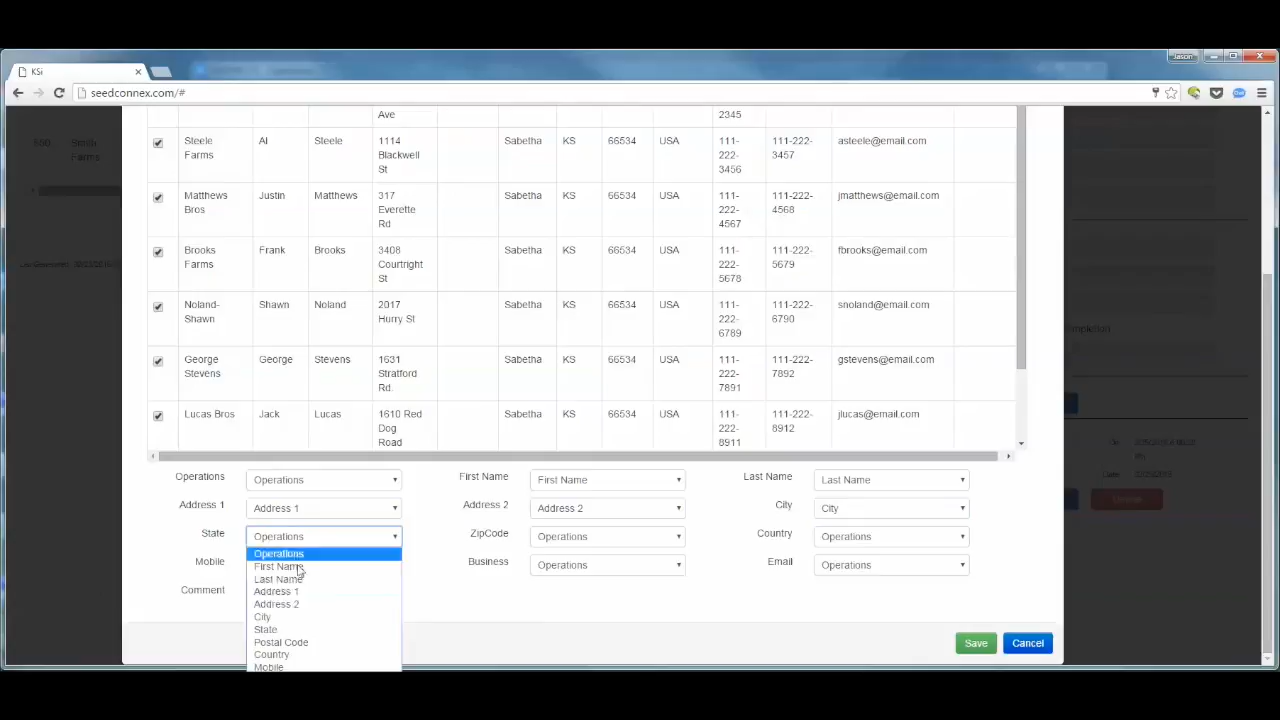 Jason
KSi
seedconnex.com/#
Ave 2345
550 Smith Farms
Steele Farms Al Steele 1114 Blackwell St Sabetha KS 66534 USA 111-222-3456 111-222-3457 asteele@email.com
Matthews Bros Justin Matthews 317 Everette Rd Sabetha KS 66534 USA 111-222-4567 111-222-4568 jmatthews@email.com
Brooks Farms Frank Brooks 3408 Courtright St Sabetha KS 66534 USA 111-222-5678 111-222-5679 fbrooks@email.com
Noland-Shawn Shawn Noland 2017 Hurry St Sabetha KS 66534 USA 111-222-6789 111-222-6790 snoland@email.com
George Stevens George Stevens 1631 Stratford Rd. Sabetha KS 66534 USA 111-222-7891 111-222-7892 gstevens@email.com
Lucas Bros Jack Lucas 1610 Red Dog Road Sabetha KS 66534 USA 111-222-8911 111-222-8912 jlucas@email.com
Operations Operations First Name First Name Last Name Last Name
Address 1 Address 1 Address 2 Address 2 City City
State Operations ZipCode Operations Country Operations
Operations
Mobile Business Operations Email Operations
First Name
Last Name
Comment
Address 1
Address 2
City
State
Postal Code
Country
Mobile
Save Cancel